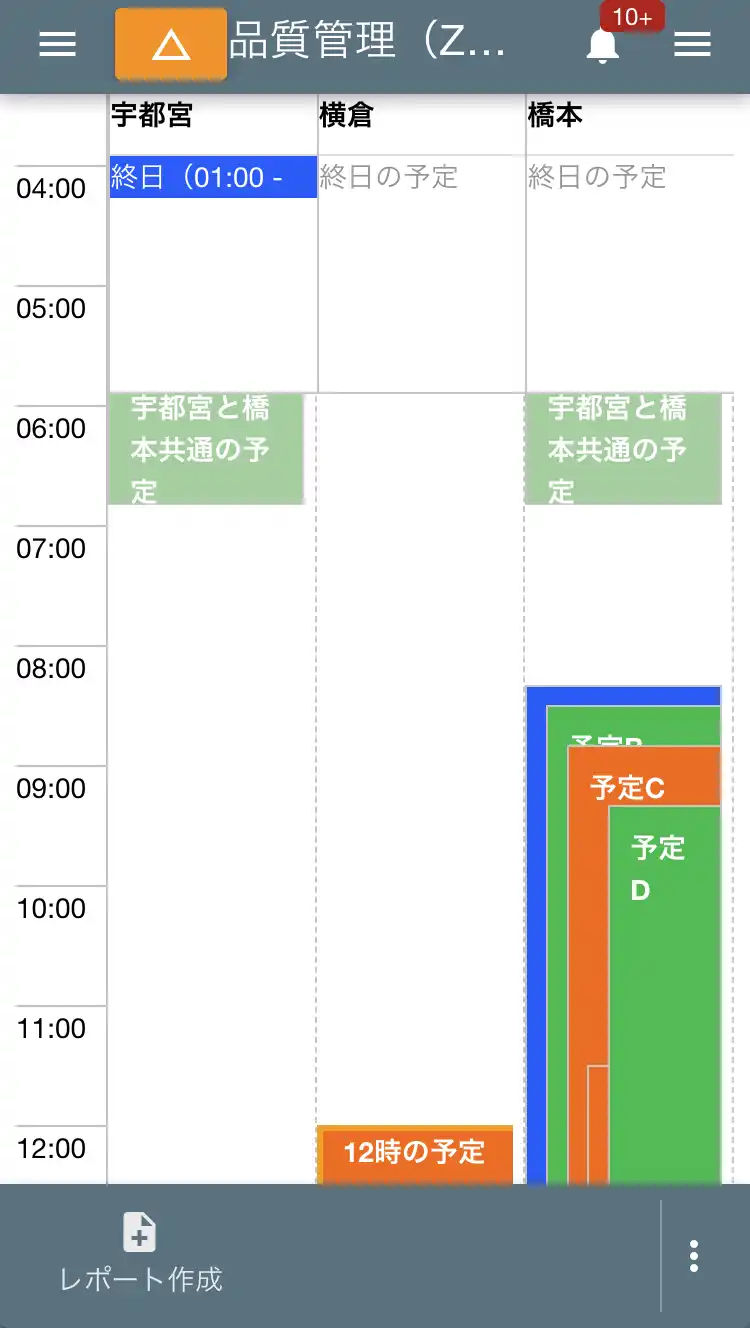 品質管理（Z...
10+
宇都宮
横倉
橋本
終日（01:00 -
終日の予定
終日の予定
04:00
05:00
06:00
宇都宮と橋
本共通の予
定
宇都宮と橋
本共通の予
定
07:00
08:00
予定B
09:00
予定C
予定
D
10:00
11:00
12:00
12時の予定
レポート作成